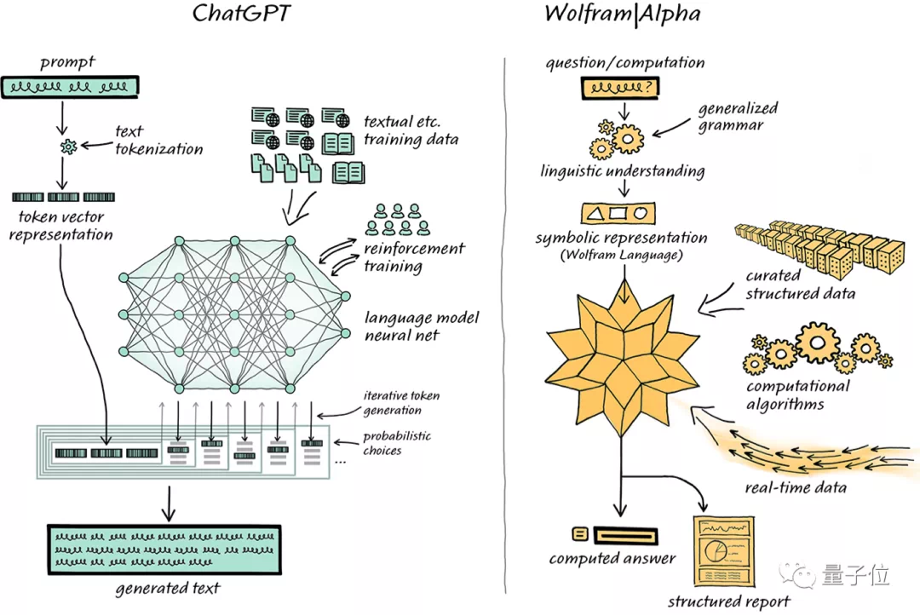 ChatGPT
prompt
text
tokenization
token vector
representation
textual etc.
training data
reinforcement
training
language model
neural net
iterative token
generation
probabilistic
choices
...
generated text
Wolfram|Alpha
question/computation
?
generalized
grammar
linguistic understanding
symbolic representation
(Wolfram Language)
curated
structured data
computational
algorithms
real-time data
computed answer
structured report
量子位